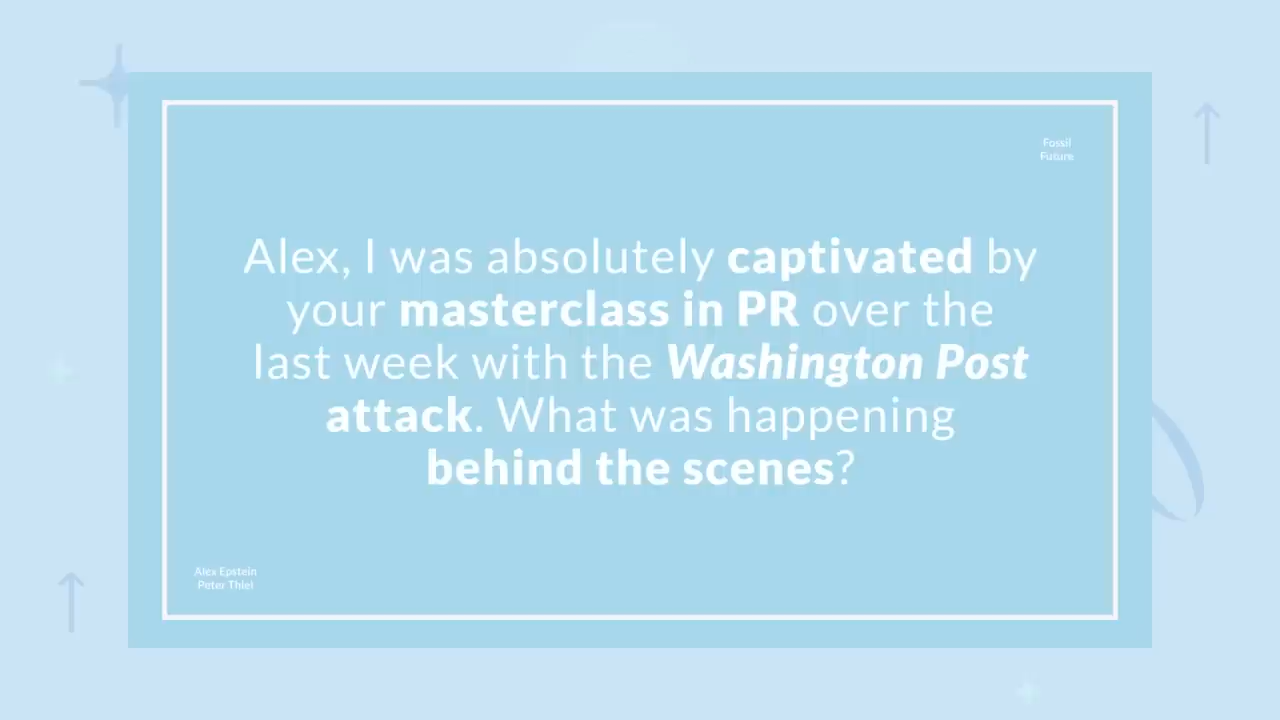 Fossil
Future
Alex, I was absolutely captivated by
your masterclass in PR over the
last week with the Washington Post
attack. What was happening
behind the scenes?
Alex Epstein
Peter Thiel